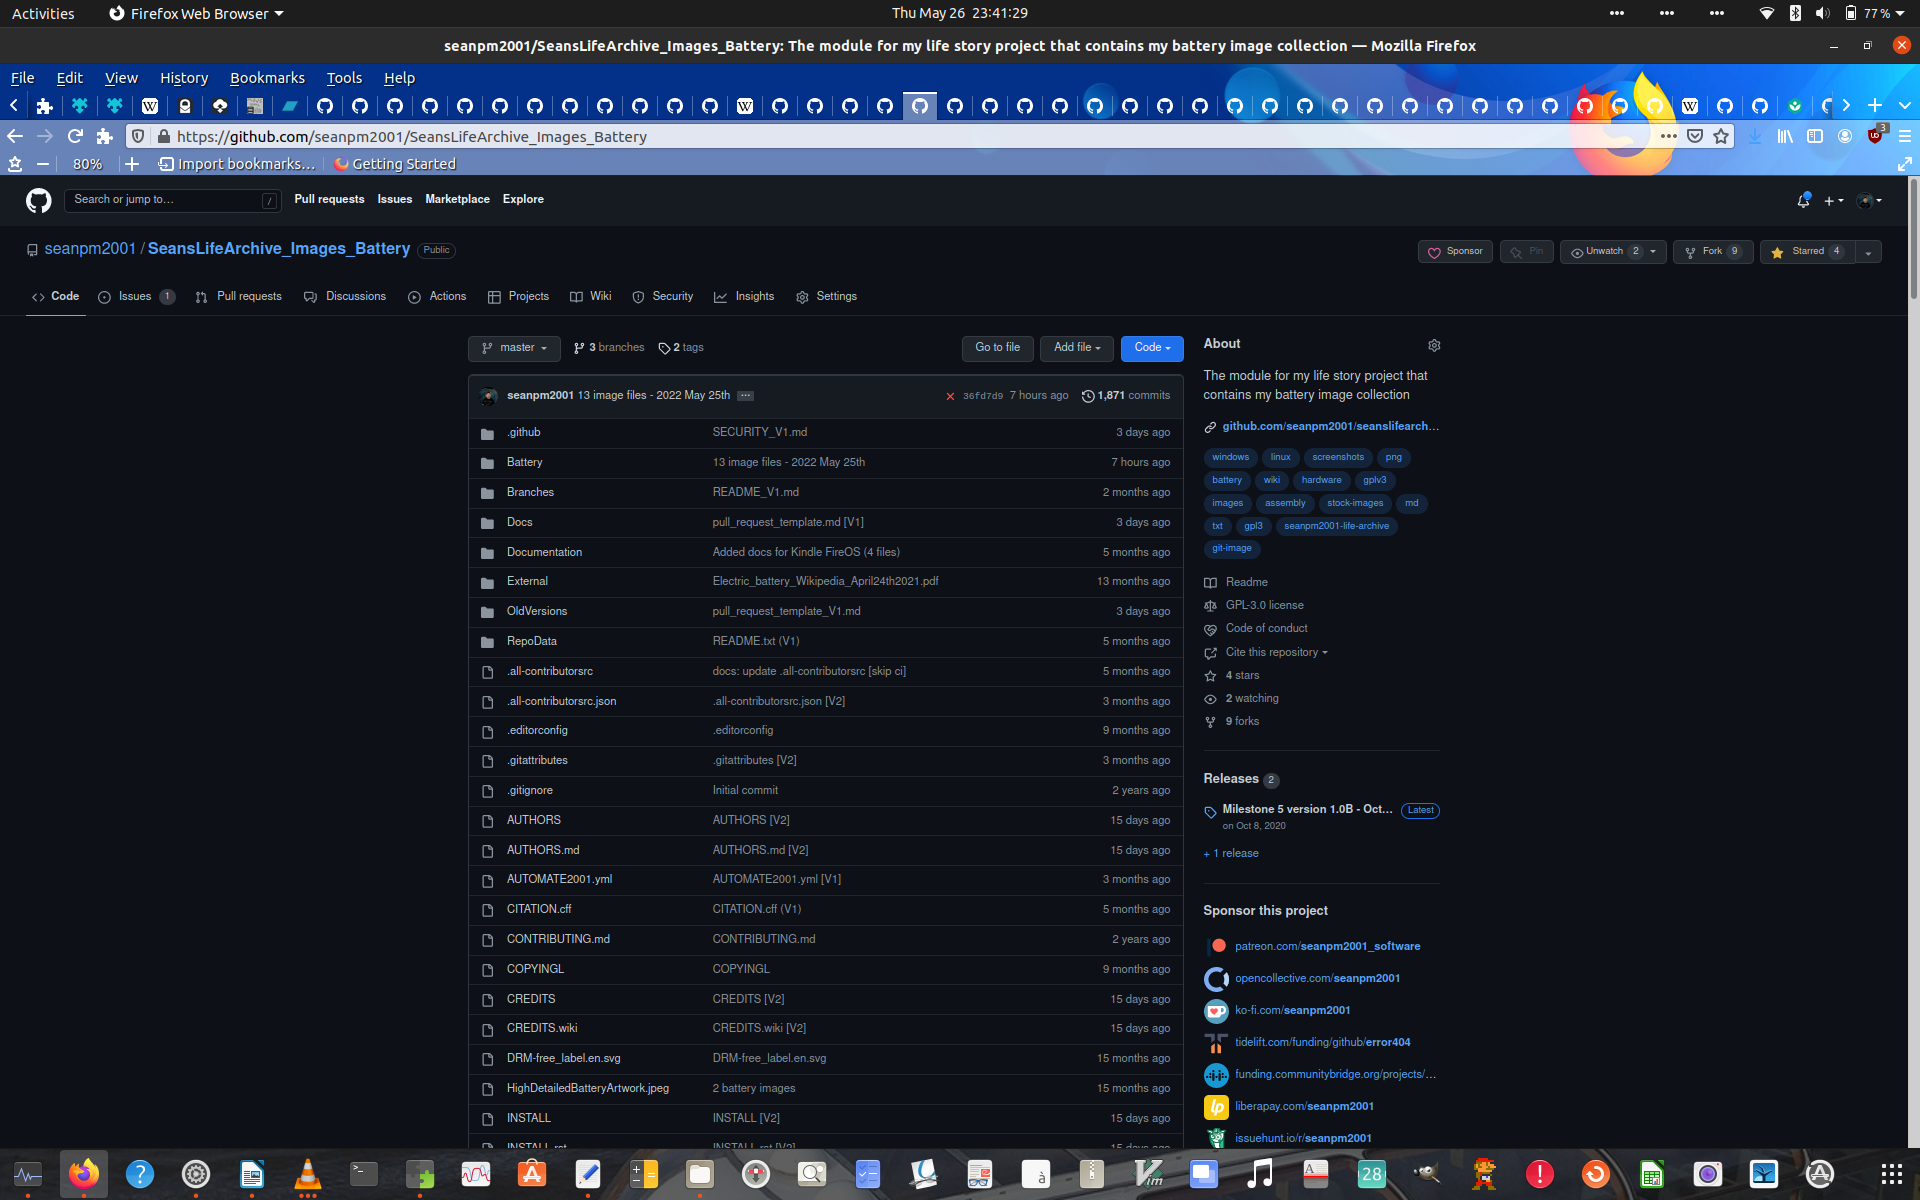 Activities Firefox Web Browser Thu May 26 23:41:29 77 %
seanpm2001/SeansLifeArchive_Images_Battery: The module for my life story project that contains my battery image collection — Mozilla Firefox
File Edit View History Bookmarks Tools Help
https://github.com/seanpm2001/SeansLifeArchive_Images_Battery 3
80% Import bookmarks... Getting Started
Search or jump to... / Pull requests Issues Marketplace Explore
seanpm2001 / SeansLifeArchive_Images_Battery Public Sponsor Pin Unwatch 2 Fork 9 Starred 4
Code Issues 1 Pull requests Discussions Actions Projects Wiki Security Insights Settings
master 3 branches 2 tags Go to file Add file Code
seanpm2001 13 image files - 2022 May 25th 36fd7d9 7 hours ago 1,871 commits
.github SECURITY_V1.md 3 days ago
Battery 13 image files - 2022 May 25th 7 hours ago
Branches README_V1.md 2 months ago
Docs pull_request_template.md [V1] 3 days ago
Documentation Added docs for Kindle FireOS (4 files) 5 months ago
External Electric_battery_Wikipedia_April24th2021.pdf 13 months ago
OldVersions pull_request_template_V1.md 3 days ago
RepoData README.txt (V1) 5 months ago
.all-contributorsrc docs: update .all-contributorsrc [skip ci] 5 months ago
.all-contributorsrc.json .all-contributorsrc.json [V2] 3 months ago
.editorconfig .editorconfig 9 months ago
.gitattributes .gitattributes [V2] 3 months ago
.gitignore Initial commit 2 years ago
AUTHORS AUTHORS [V2] 15 days ago
AUTHORS.md AUTHORS.md [V2] 15 days ago
AUTOMATE2001.yml AUTOMATE2001.yml [V1] 3 months ago
CITATION.cff CITATION.cff (V1) 5 months ago
CONTRIBUTING.md CONTRIBUTING.md 2 years ago
COPYINGL COPYINGL 9 months ago
CREDITS CREDITS [V2] 15 days ago
CREDITS.wiki CREDITS.wiki [V2] 15 days ago
DRM-free_label.en.svg DRM-free_label.en.svg 15 months ago
HighDetailedBatteryArtwork.jpeg 2 battery images 15 months ago
INSTALL INSTALL [V2] 15 days ago
INSTALL.rst INSTALL.rst [V2] 15 days ago
About
The module for my life story project that
contains my battery image collection
github.com/seanpm2001/seanslifearch...
windows linux screenshots png
battery wiki hardware gplv3
images assembly stock-images md
txt gpl3 seanpm2001-life-archive
git-image
Readme
GPL-3.0 license
Code of conduct
Cite this repository
4 stars
2 watching
9 forks
Releases 2
Milestone 5 version 1.0B - Oct... Latest
on Oct 8, 2020
+ 1 release
Sponsor this project
patreon.com/seanpm2001_software
opencollective.com/seanpm2001
ko-fi.com/seanpm2001
tidelift.com/funding/github/error404
funding.communitybridge.org/projects/...
liberapay.com/seanpm2001
issuehunt.io/r/seanpm2001
28